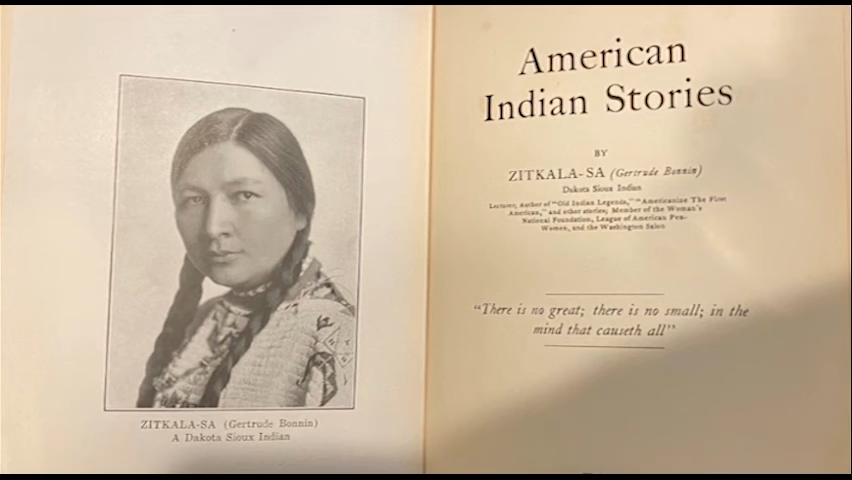 ZITKALA-SA (Gertrude Bonnin)
A Dakota Sioux Indian
American
Indian Stories
BY
ZITKALA-SA (Gertrude Bonnin)
Dakota Sioux Indian
Lecturer; Author of "Old Indian Legends," "Americanize The First
American," and other stories; Member of the Woman's
National Foundation, League of American Pen-
Women, and the Washington Salon
"There is no great; there is no small; in the
mind that causeth all"